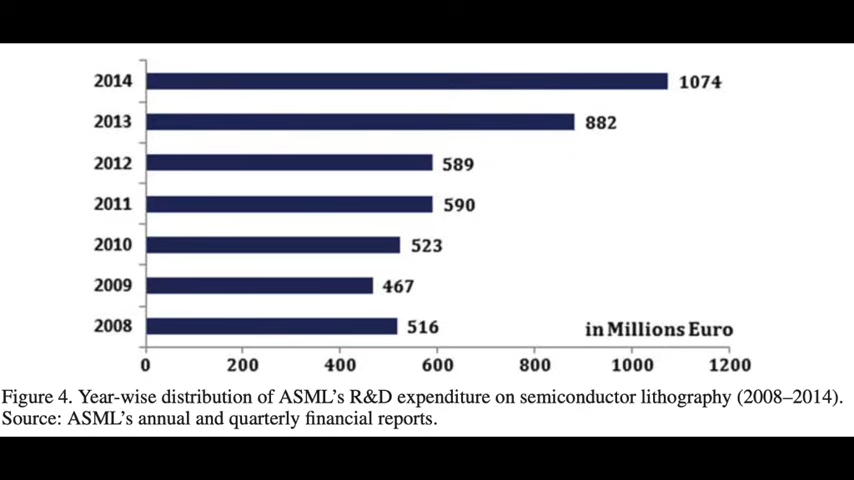 2014 1074
2013 882
2012 589
2011 590
2010 523
2009 467
2008 516
in Millions Euro
0 200 400 600 800 1000 1200
Figure 4. Year-wise distribution of ASML's R&D expenditure on semiconductor lithography (2008–2014).
Source: ASML's annual and quarterly financial reports.